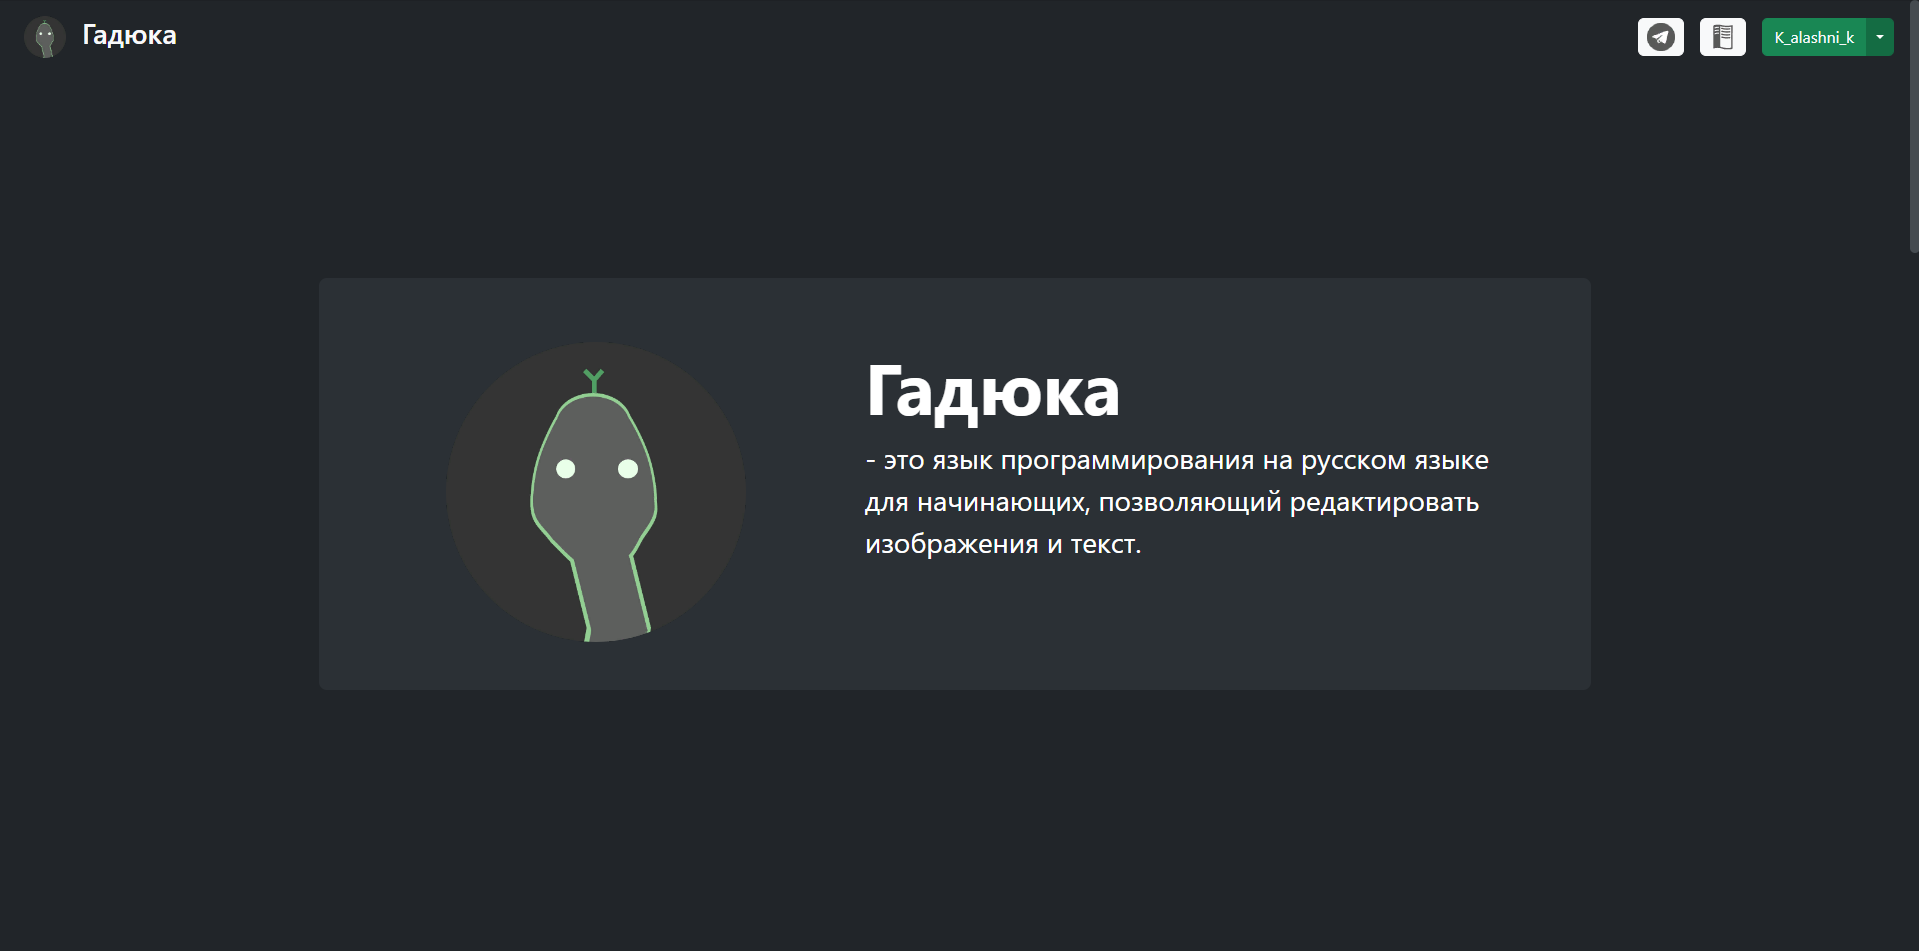 Гадюка
K_alashni_k
Гадюка
- это язык программирования на русском языке
для начинающих, позволяющий редактировать
изображения и текст.